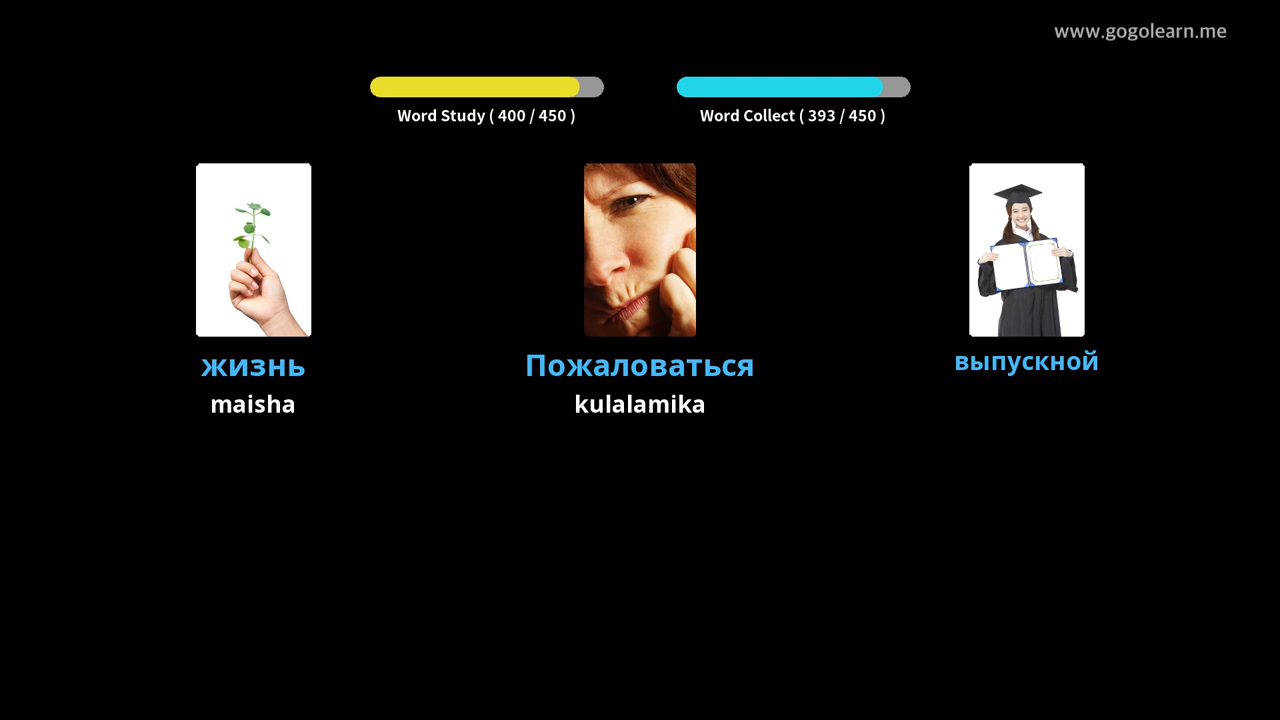 www.gogolearn.me
Word Study ( 400 / 450 )
Word Collect ( 393 / 450 )
жизнь
maisha
Пожаловаться
kulalamika
выпускной